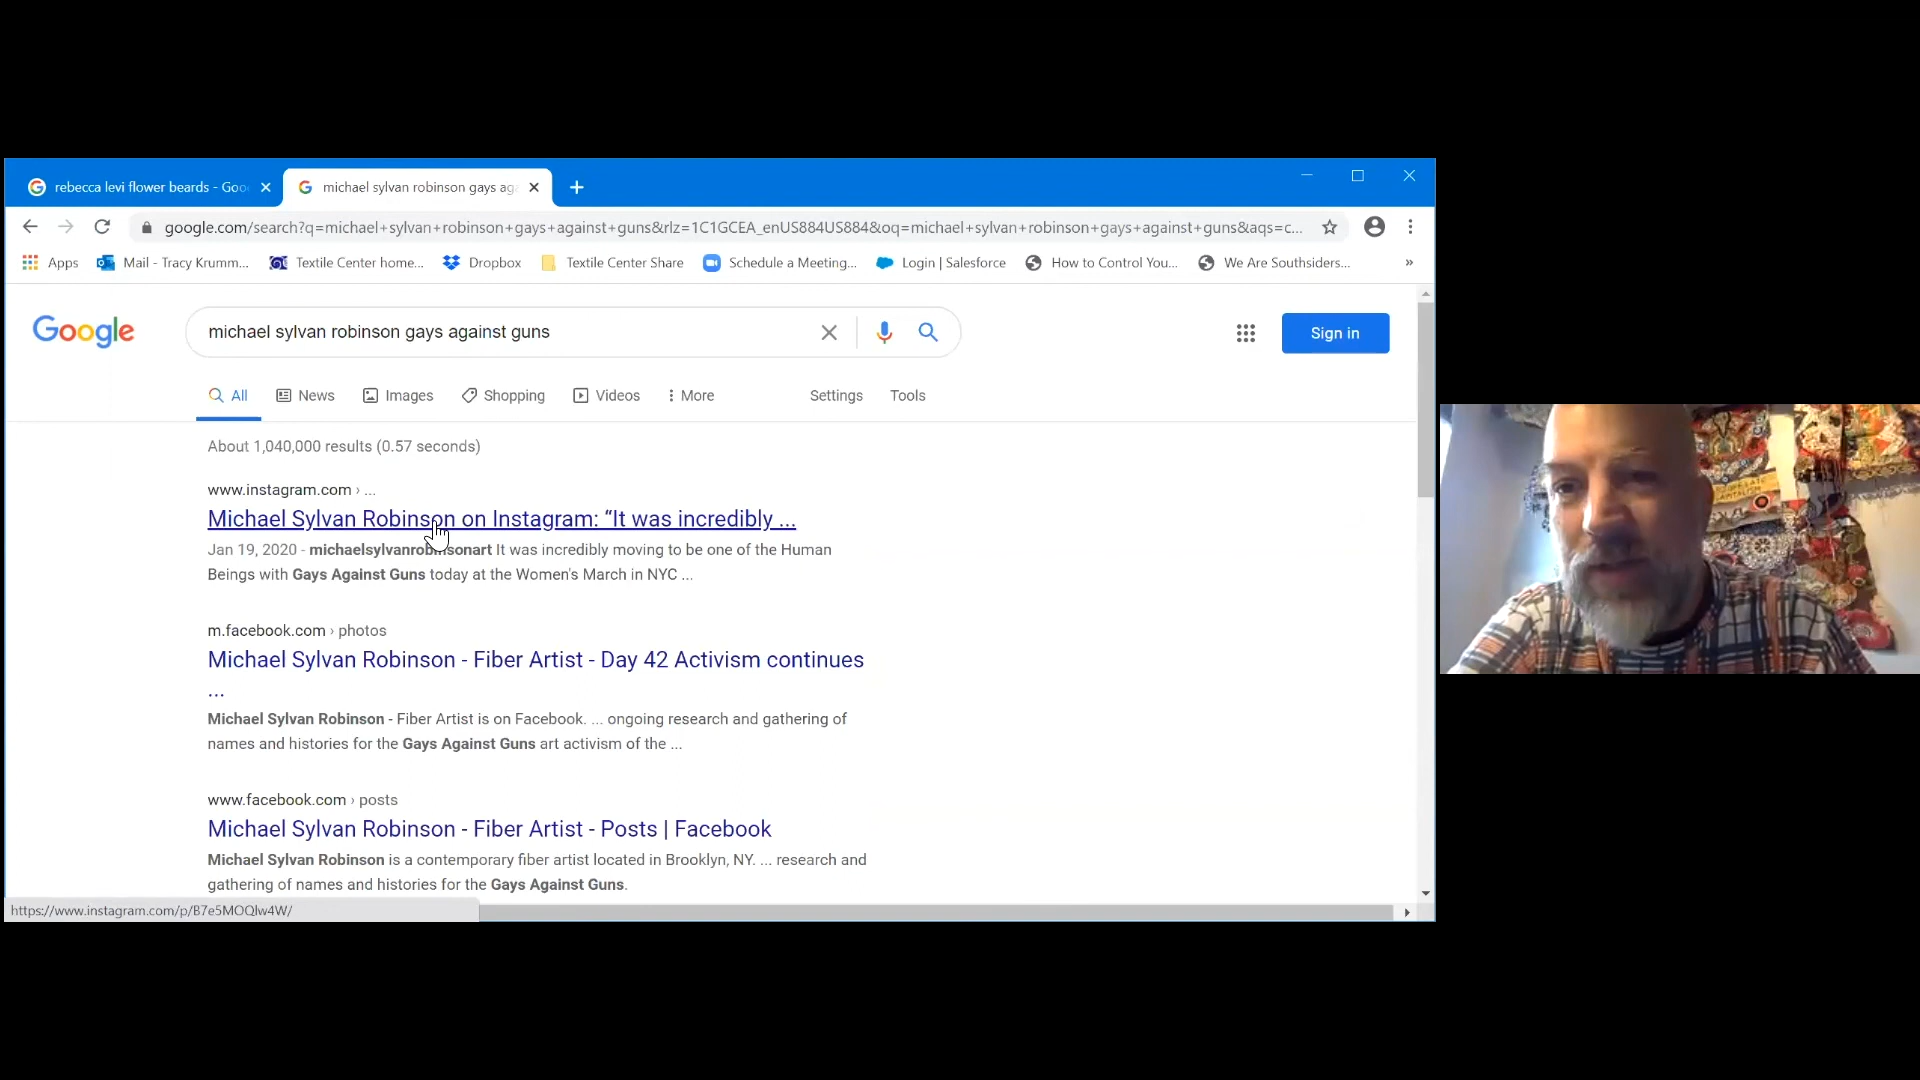 rebecca levi flower beards - Goo
michael sylvan robinson gays ag
google.com/search?q=michael+sylvan+robinson+gays+against+guns&rlz=1C1GCEA_enUS884US884&oq=michael+sylvan+robinson+gays+against+guns&aqs=c...
Apps Mail - Tracy Krumm... Textile Center home... Dropbox Textile Center Share Schedule a Meeting... Login | Salesforce How to Control You... We Are Southsiders... »
Google michael sylvan robinson gays against guns Sign in
All News Images Shopping Videos More Settings Tools
About 1,040,000 results (0.57 seconds)
www.instagram.com › ...
Michael Sylvan Robinson on Instagram: “It was incredibly ...
Jan 19, 2020 - michaelsylvanrobinsonart It was incredibly moving to be one of the Human
Beings with Gays Against Guns today at the Women's March in NYC ...
m.facebook.com › photos
Michael Sylvan Robinson - Fiber Artist - Day 42 Activism continues
...
Michael Sylvan Robinson - Fiber Artist is on Facebook. ... ongoing research and gathering of
names and histories for the Gays Against Guns art activism of the ...
www.facebook.com › posts
Michael Sylvan Robinson - Fiber Artist - Posts | Facebook
Michael Sylvan Robinson is a contemporary fiber artist located in Brooklyn, NY. ... research and
gathering of names and histories for the Gays Against Guns.
https://www.instagram.com/p/B7e5MOQlw4W/